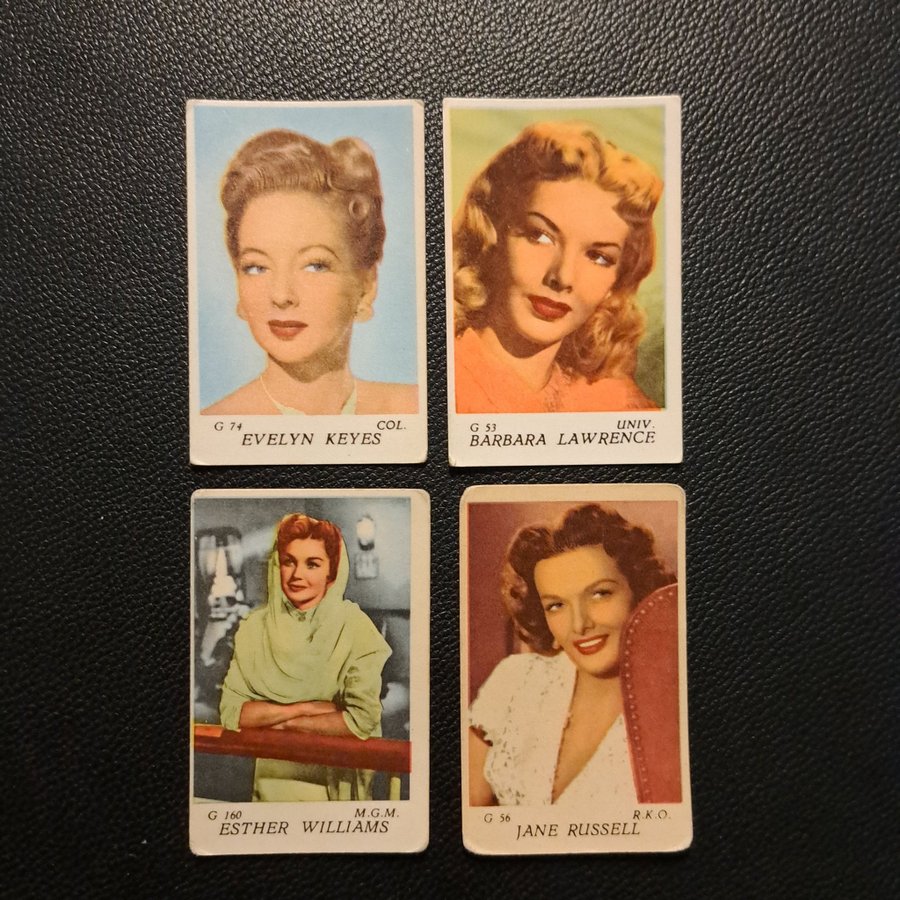 G 74 COL.
EVELYN KEYES
G 53 UNIV.
BARBARA LAWRENCE
G 160 M.G.M.
ESTHER WILLIAMS
G 56 R.K.O.
JANE RUSSELL